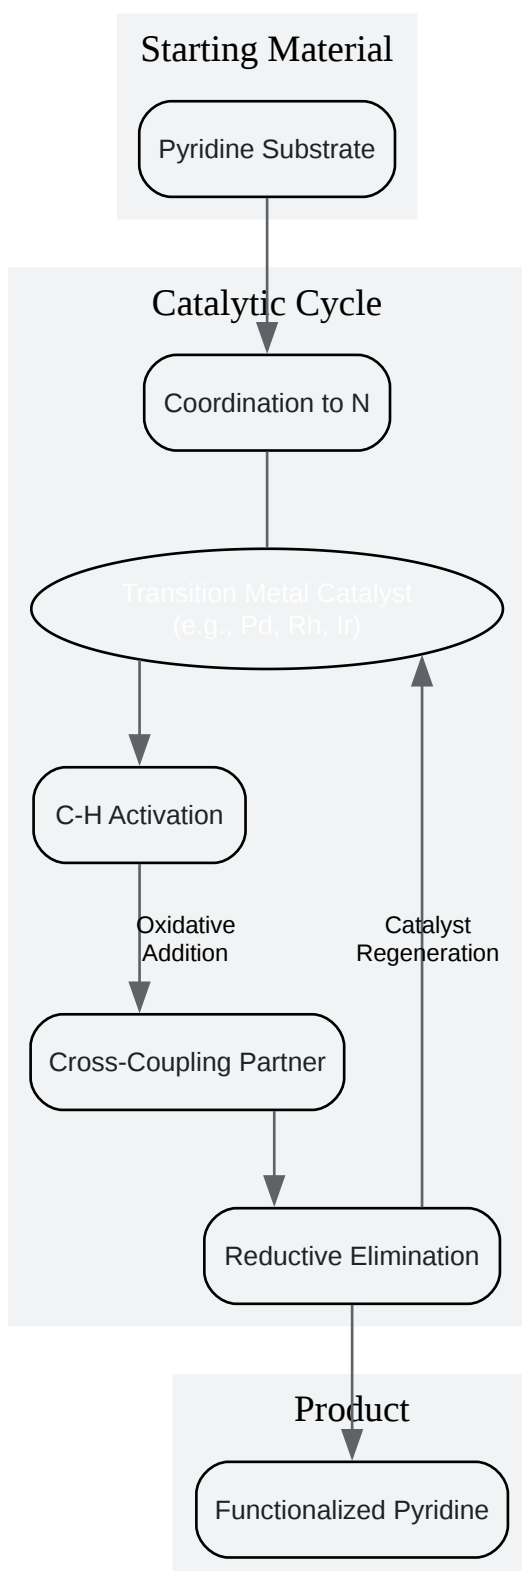 Starting Material
Pyridine Substrate
Catalytic Cycle
Coordination to N
Transition Metal Catalyst
(e.g., Pd, Rh, Ir)
C-H Activation
Oxidative
Addition
Catalyst
Regeneration
Cross-Coupling Partner
Reductive Elimination
Product
Functionalized Pyridine